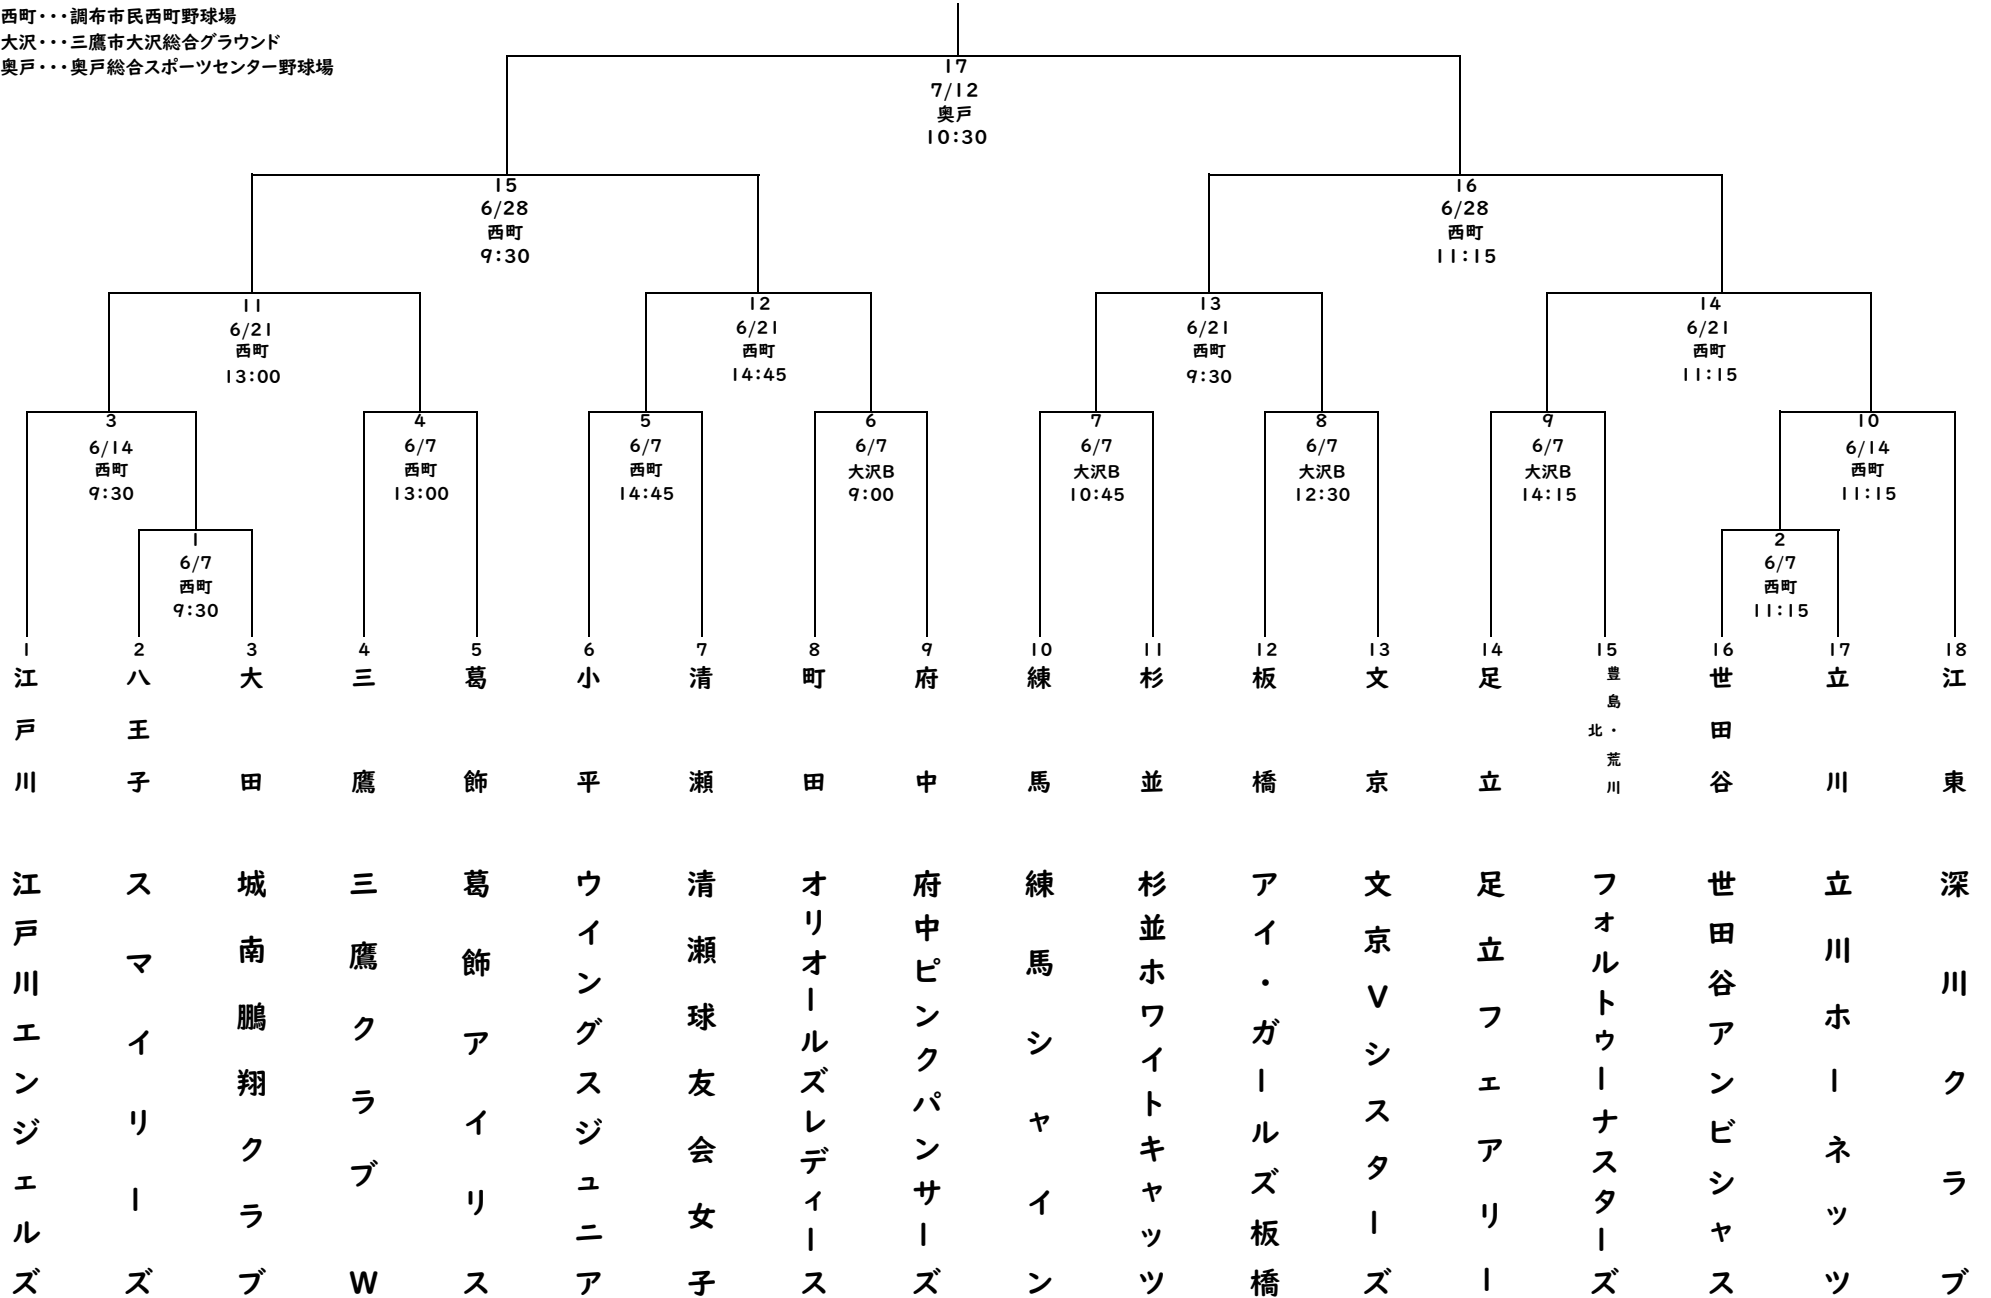 西町・・・調布市民西町野球場
大沢・・・三鷹市大沢総合グラウンド
奥戸・・・奥戸総合スポーツセンター野球場
17
7/12
奥戸
10:30
15
6/28
西町
9:30
16
6/28
西町
11:15
11
6/21
西町
13:00
12
6/21
西町
14:45
13
6/21
西町
9:30
14
6/21
西町
11:15
3
6/14
西町
9:30
4
6/7
西町
13:00
5
6/7
西町
14:45
6
6/7
大沢B
9:00
7
6/7
大沢B
10:45
8
6/7
大沢B
12:30
9
6/7
大沢B
14:15
10
6/14
西町
11:15
1
6/7
西町
9:30
2
6/7
西町
11:15
1
江戸川
江戸川エンジェルズ
2
八王子
スマイリーズ
3
大田
城南鵬翔クラブ
4
三鷹
三鷹クラブW
5
葛飾
葛飾アイリス
6
小平
ウイングスジュニア
7
清瀬
清瀬球友会女子
8
町田
オリオールズレディース
9
府中
府中ピンクパンサーズ
10
練馬
練馬シャイン
11
杉並
杉並ホワイトキャッツ
12
板橋
アイ・ガールズ板橋
13
文京
文京Vシスターズ
14
足立
足立フェアリー
15
豊島・荒川
北
フォルトゥーナスターズ
16
世田谷
世田谷アンビシャス
17
立川
立川ホーネッツ
18
江東
深川クラブ